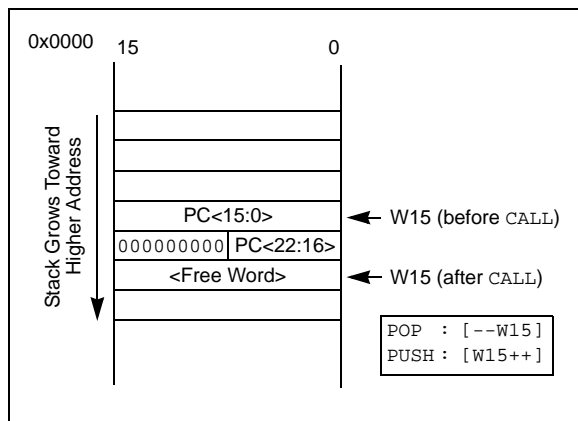 0x0000
15 0
Stack Grows Toward
Higher Address
PC<15:0>
W15 (before CALL)
000000000 PC<22:16>
<Free Word>
W15 (after CALL)
POP : [--W15]
PUSH : [W15++]